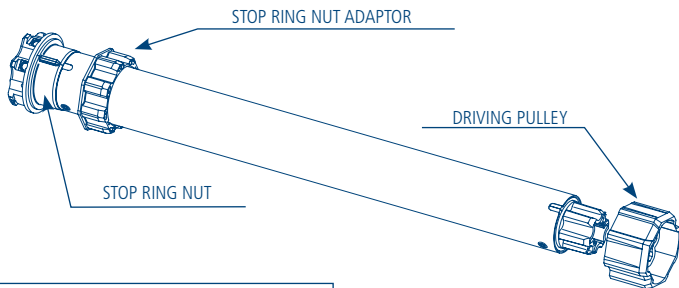 STOP RING NUT ADAPTOR
DRIVING PULLEY
STOP RING NUT